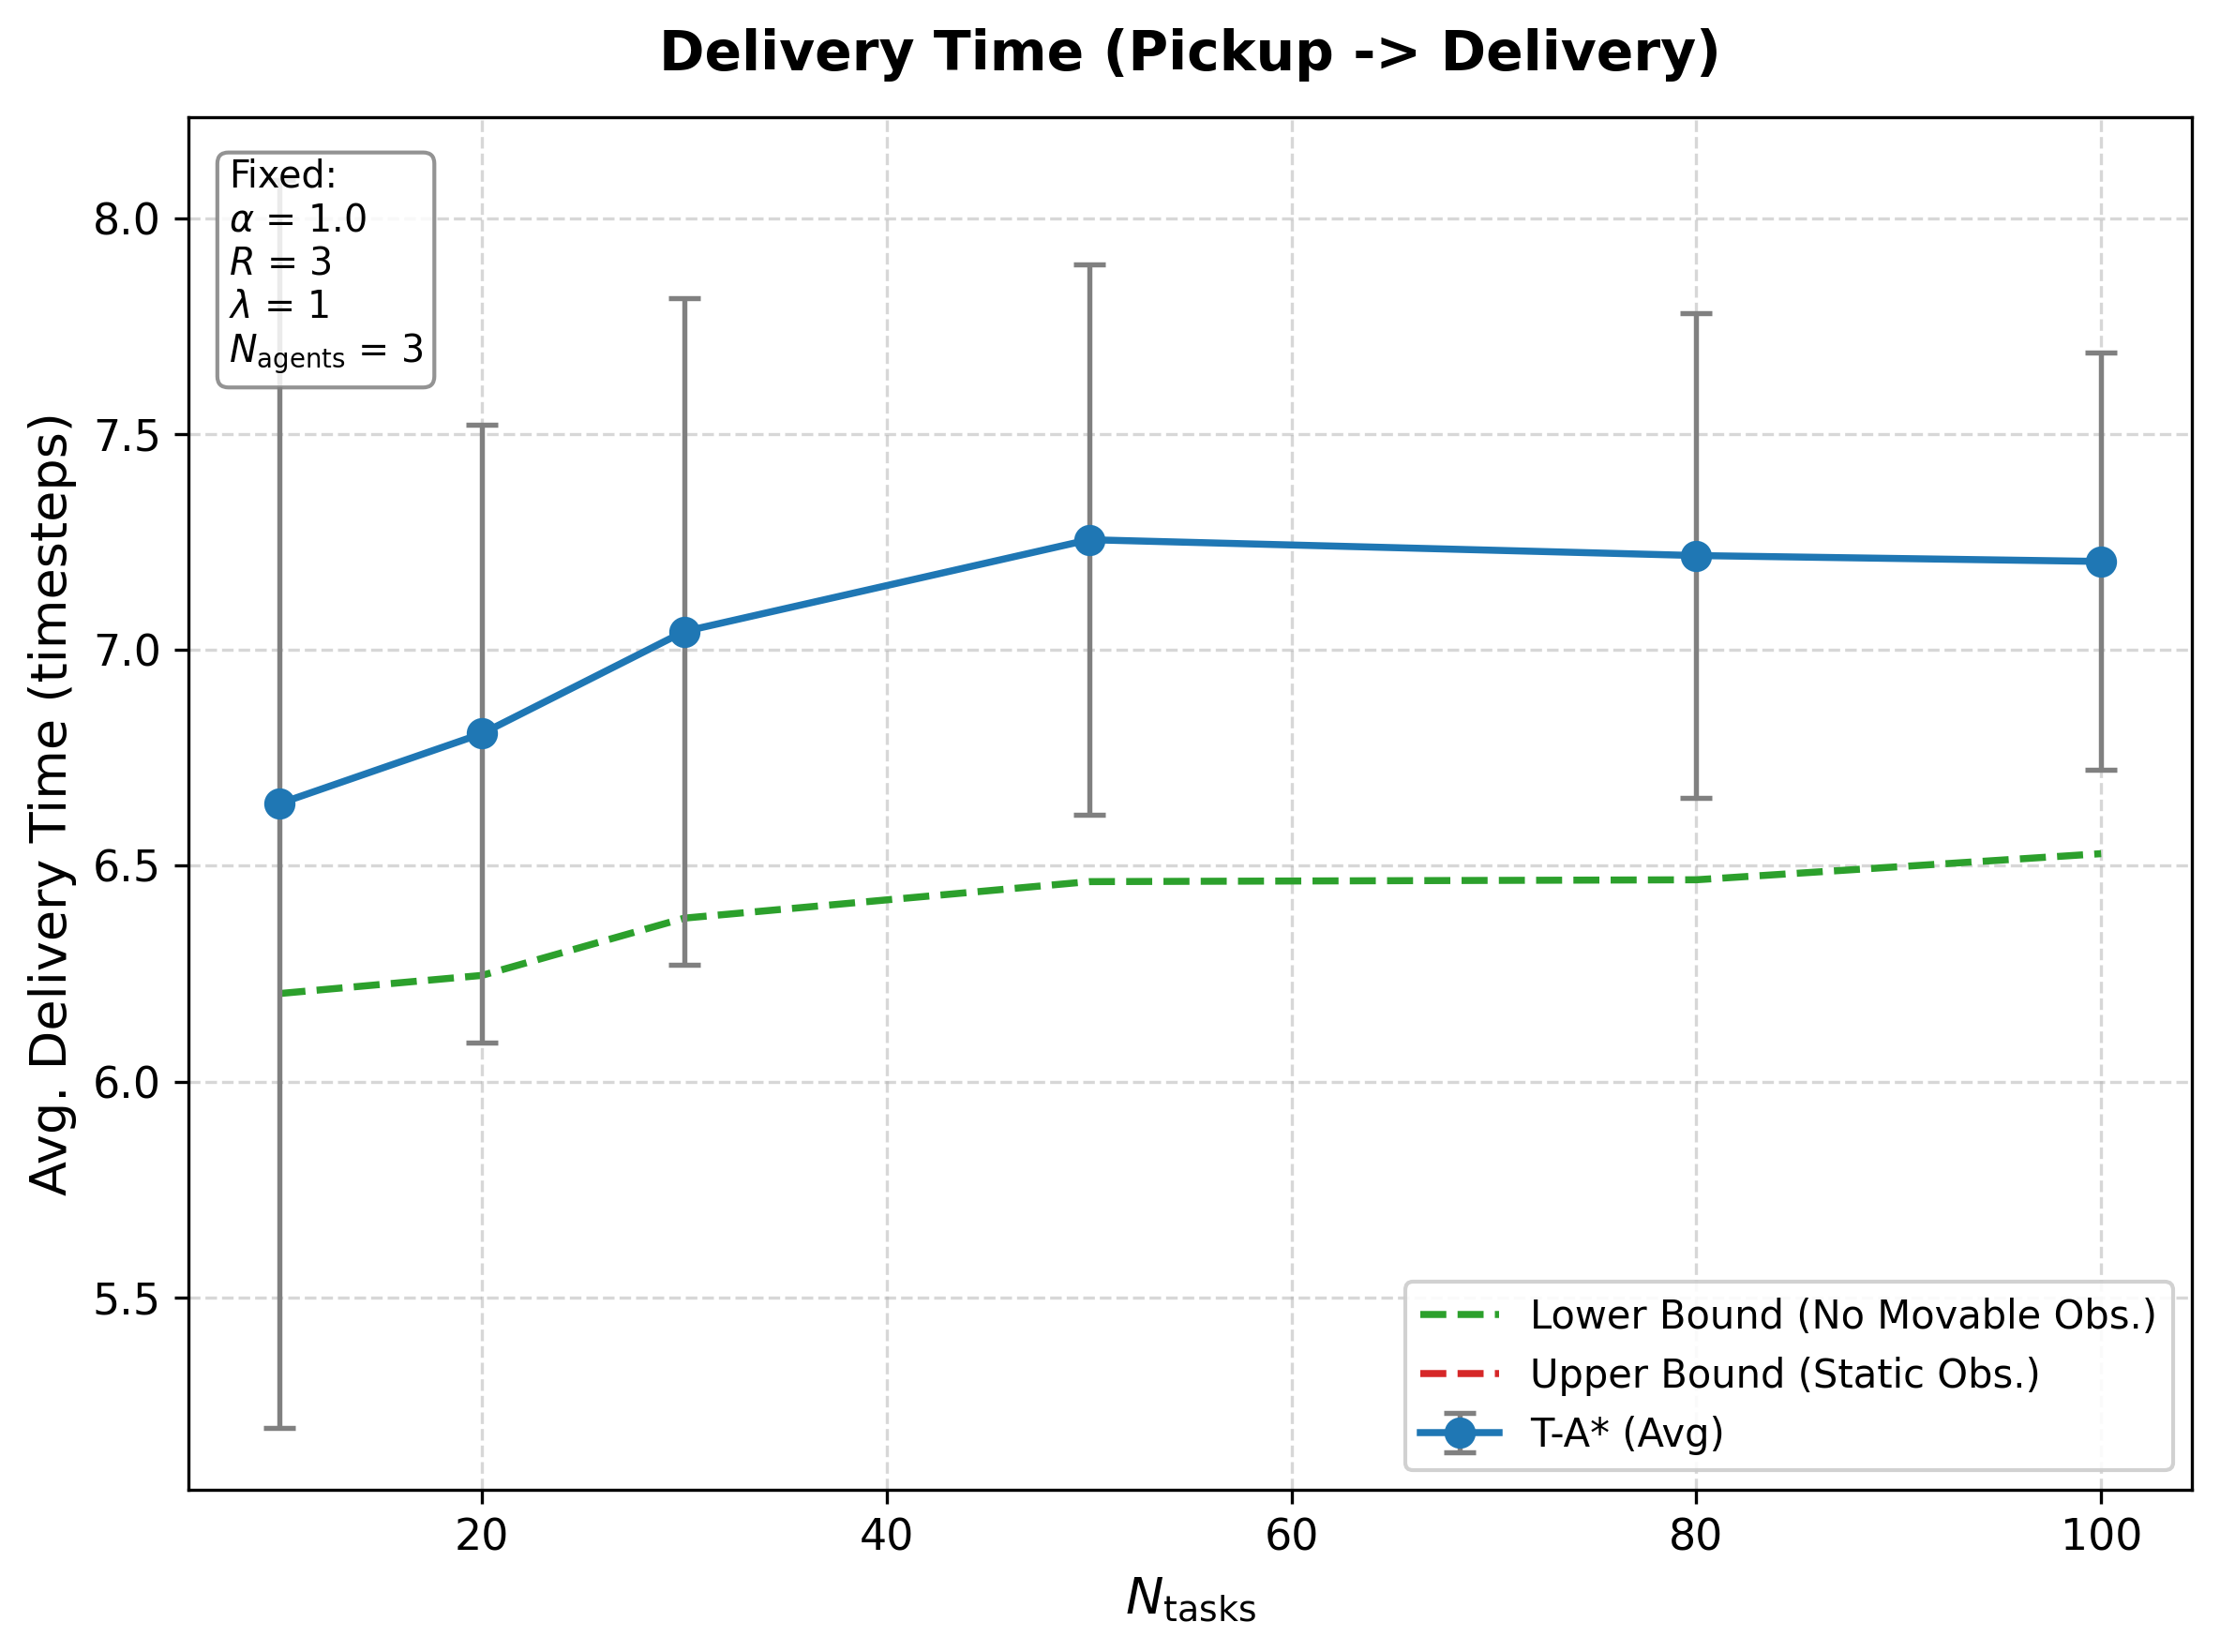 Delivery Time (Pickup -> Delivery)
Fixed:
α = 1.0
R = 3
λ = 1
N_agents = 3
Avg. Delivery Time (timesteps)
8.0
7.5
7.0
6.5
6.0
5.5
Lower Bound (No Movable Obs.)
Upper Bound (Static Obs.)
T-A* (Avg)
20 40 60 80 100
N_tasks